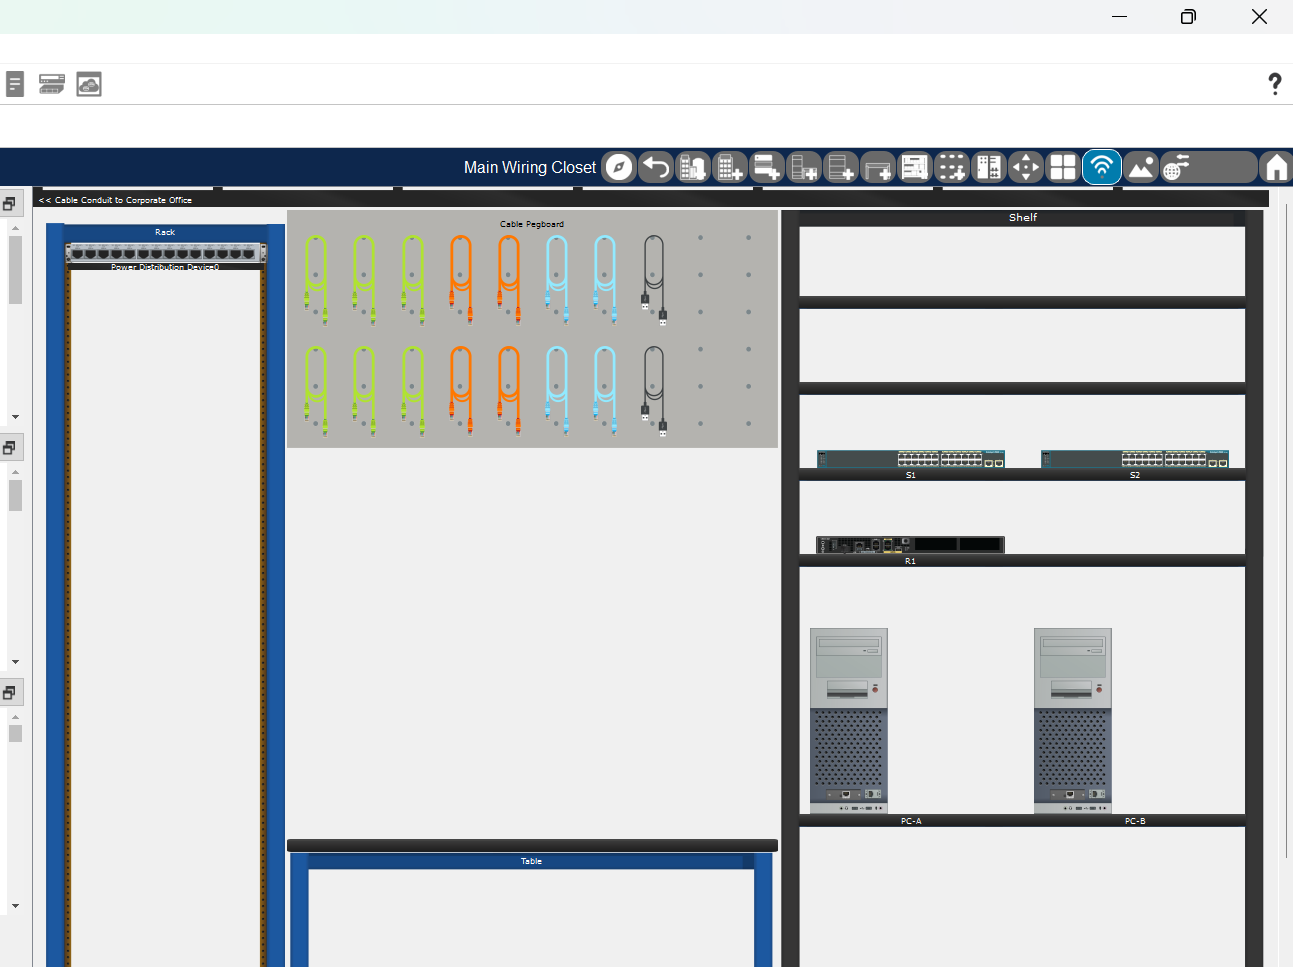 Main Wiring Closet
<< Cable Conduit to Corporate Office
Rack
Power Distribution Device0
Cable Pegboard
Shelf
S1
S2
R1
PC-A
PC-B
Table